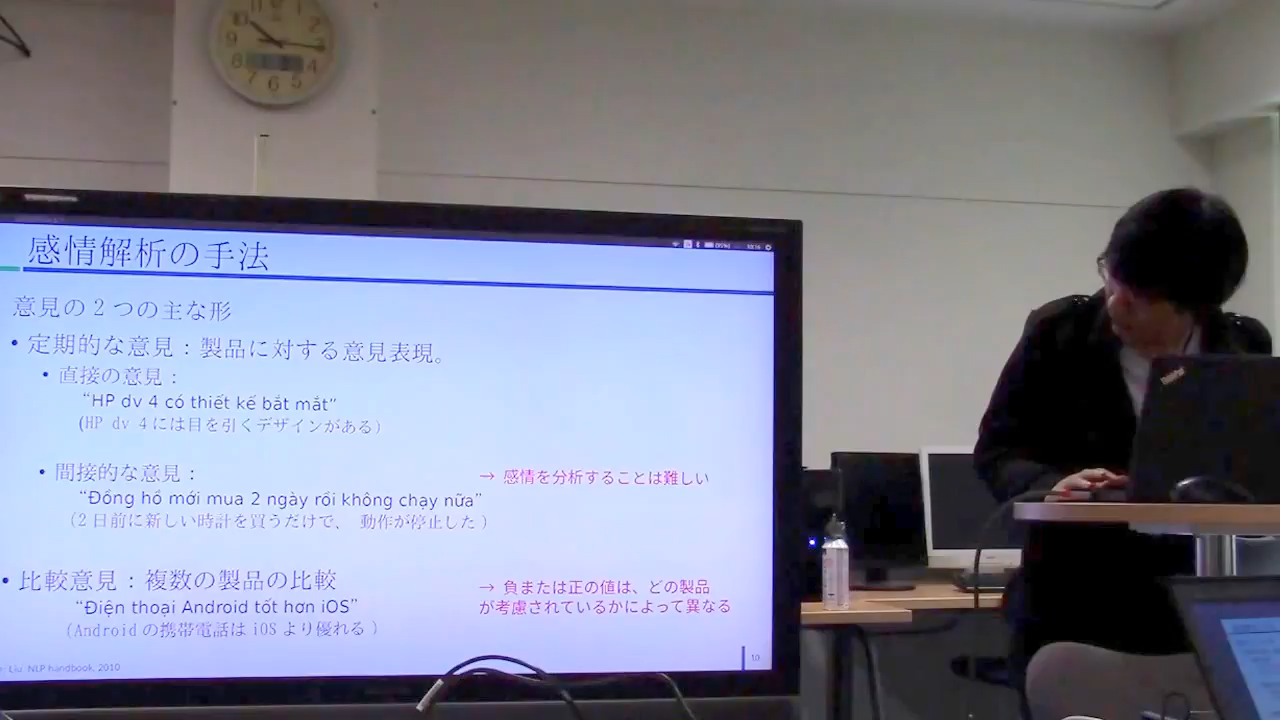 10
2
9
3
4
7
6
5
感情解析の手法
意見の2つの主な形
• 定期的な意見：製品に対する意見表現。
• 直接の意見：
“HP dv 4 có thiết kế bắt mắt”
(HP dv 4には目を引くデザインがある)
• 間接的な意見：
→ 感情を分析することは難しい
“Đồng hồ mới mua 2 ngày rồi không chạy nữa”
(2日前に新しい時計を買うだけで、 動作が停止した)
• 比較意見：複数の製品の比較
→ 負または正の値は、どの製品
が考慮されているかによって異なる
“Điện thoại Android tốt hơn iOS”
(Androidの携帯電話はiOSより優れる)
Liu, NLP handbook, 2010
10